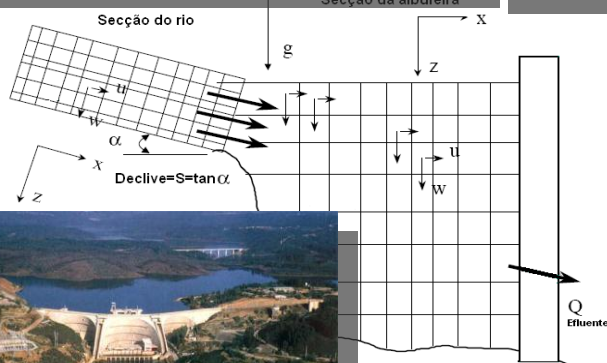 Secção da albufeira
Secção do rio
x
g
z
u
w
α
x
z
Declive=S=tanα
u
w
Q
Efluente